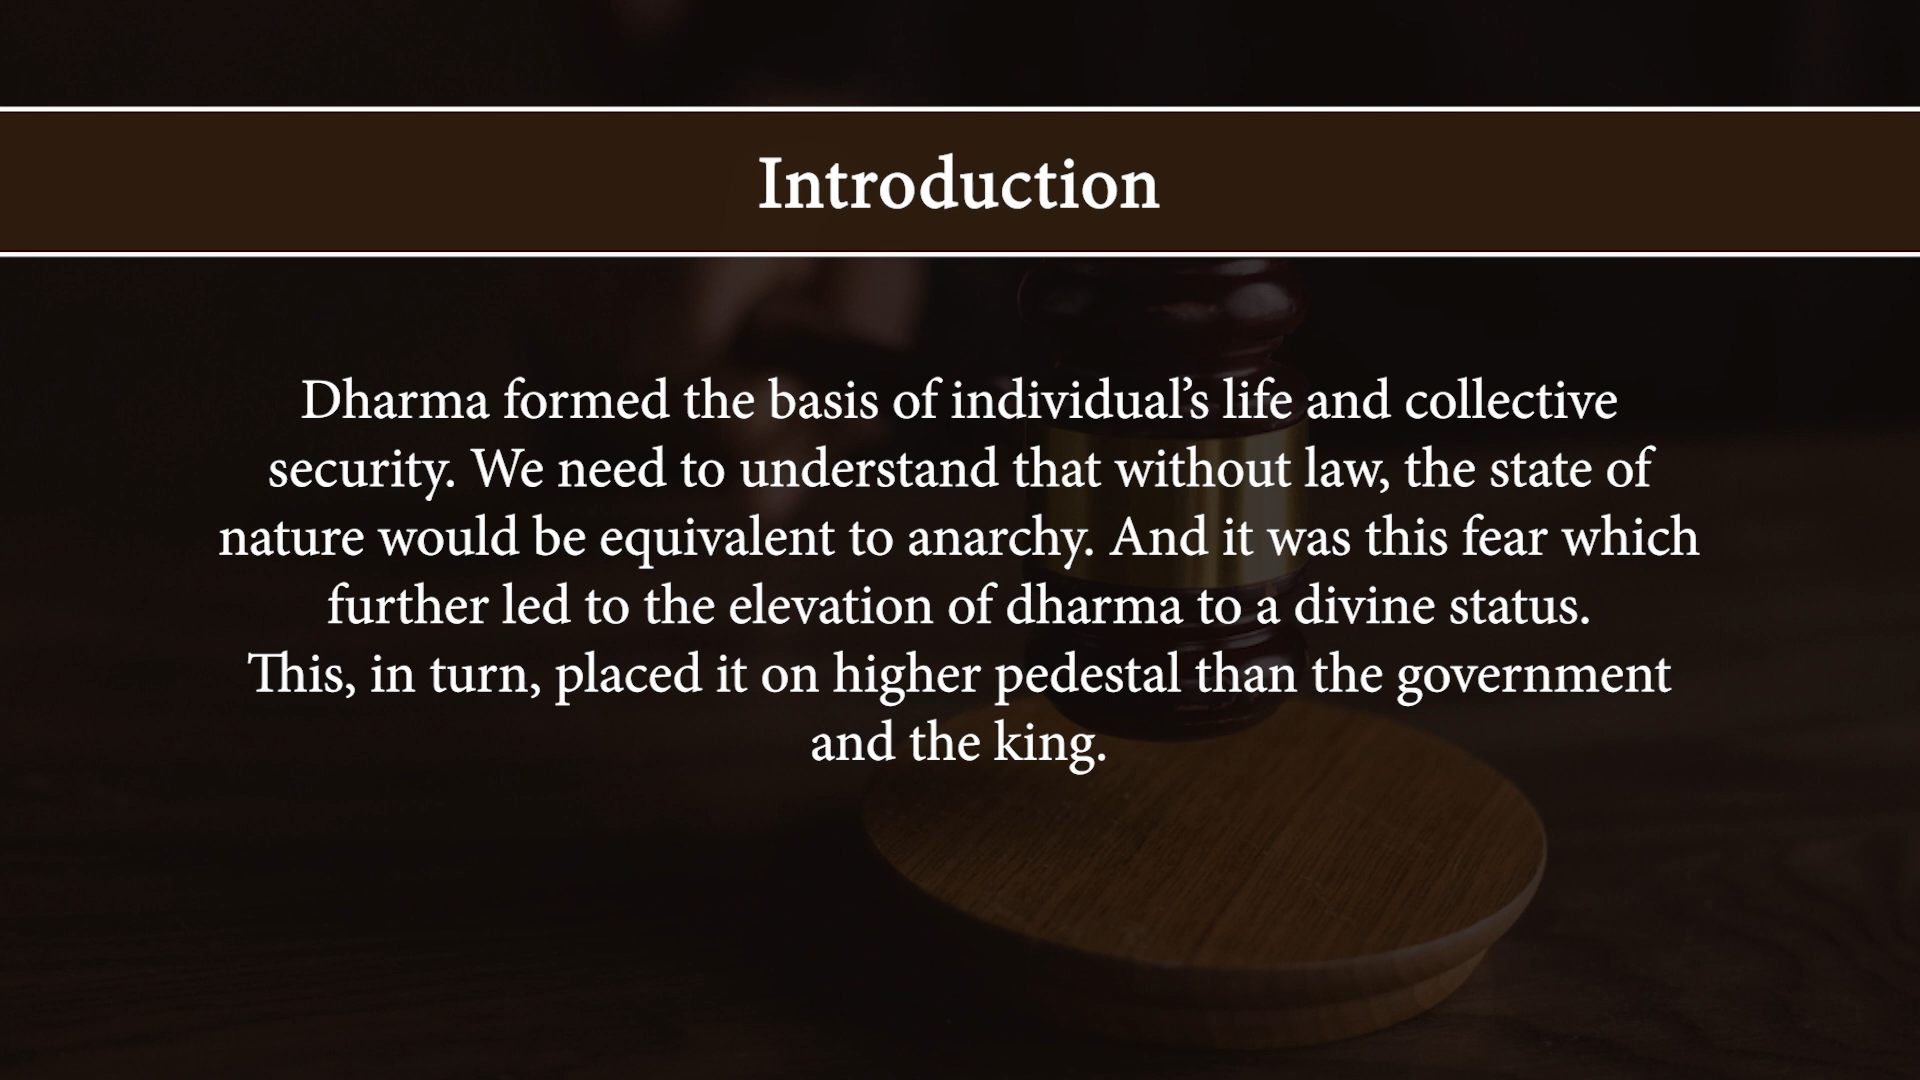 Introduction
Dharma formed the basis of individual’s life and collective
security. We need to understand that without law, the state of
nature would be equivalent to anarchy. And it was this fear which
further led to the elevation of dharma to a divine status.
This, in turn, placed it on higher pedestal than the government
and the king.